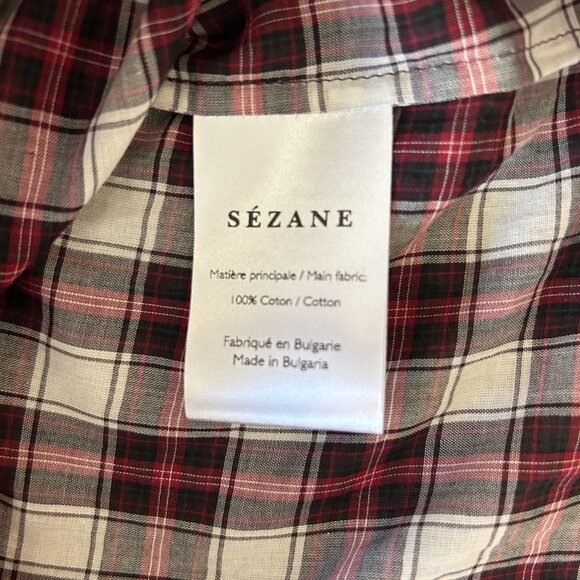 SÉZANE
Matière principale / Main fabric:
100% Coton / Cotton
Fabriqué en Bulgarie
Made in Bulgaria